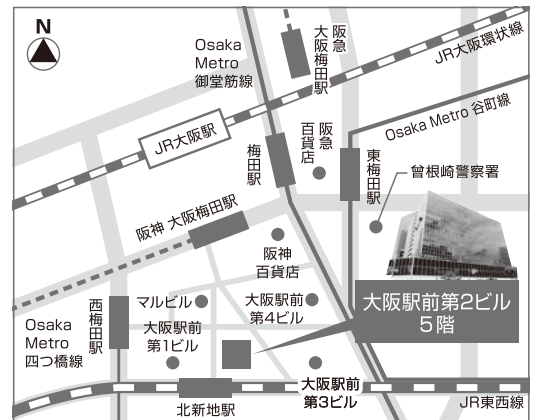 N
Osaka
Metro
御堂筋線
阪急
大阪梅田駅
JR大阪環状線
JR大阪駅
Osaka Metro 谷町線
梅田駅
阪急
百貨店
東梅田駅
曾根崎警察署
阪神 大阪梅田駅
阪神
百貨店
西梅田駅
マルビル
大阪駅前
第4ビル
大阪駅前第2ビル
5階
Osaka
Metro
四つ橋線
大阪駅前
第1ビル
大阪駅前
第3ビル
北新地駅
JR東西線